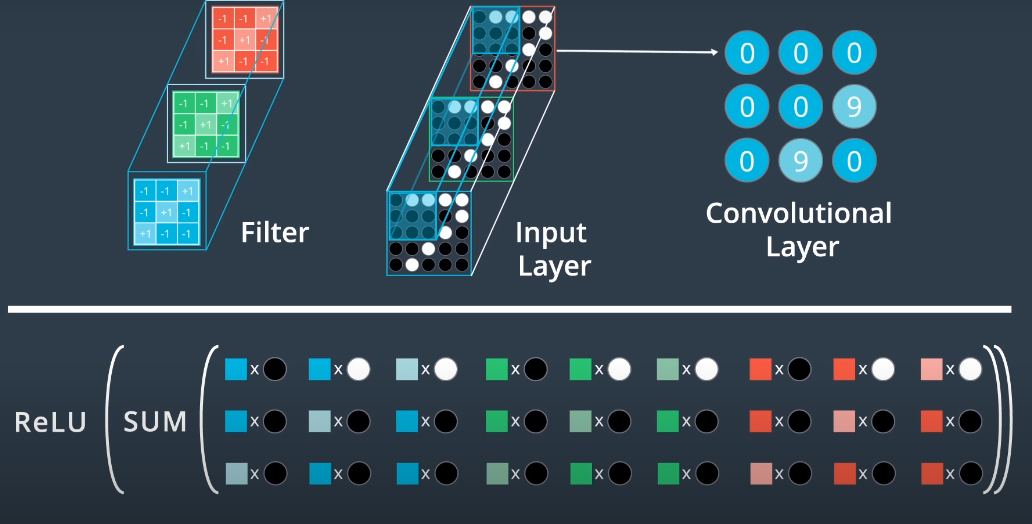 -1 -1 +1
-1 +1 -1
+1 -1 -1
-1 -1 +1
-1 +1 -1
+1 -1 -1
-1 -1 +1
-1 +1 -1
+1 -1 -1
Filter
Input
Layer
0 0 0
0 0 9
0 9 0
Convolutional
Layer
x x x x x x x x x
ReLU ( SUM ( x x x x x x x x x ))
x x x x x x x x x